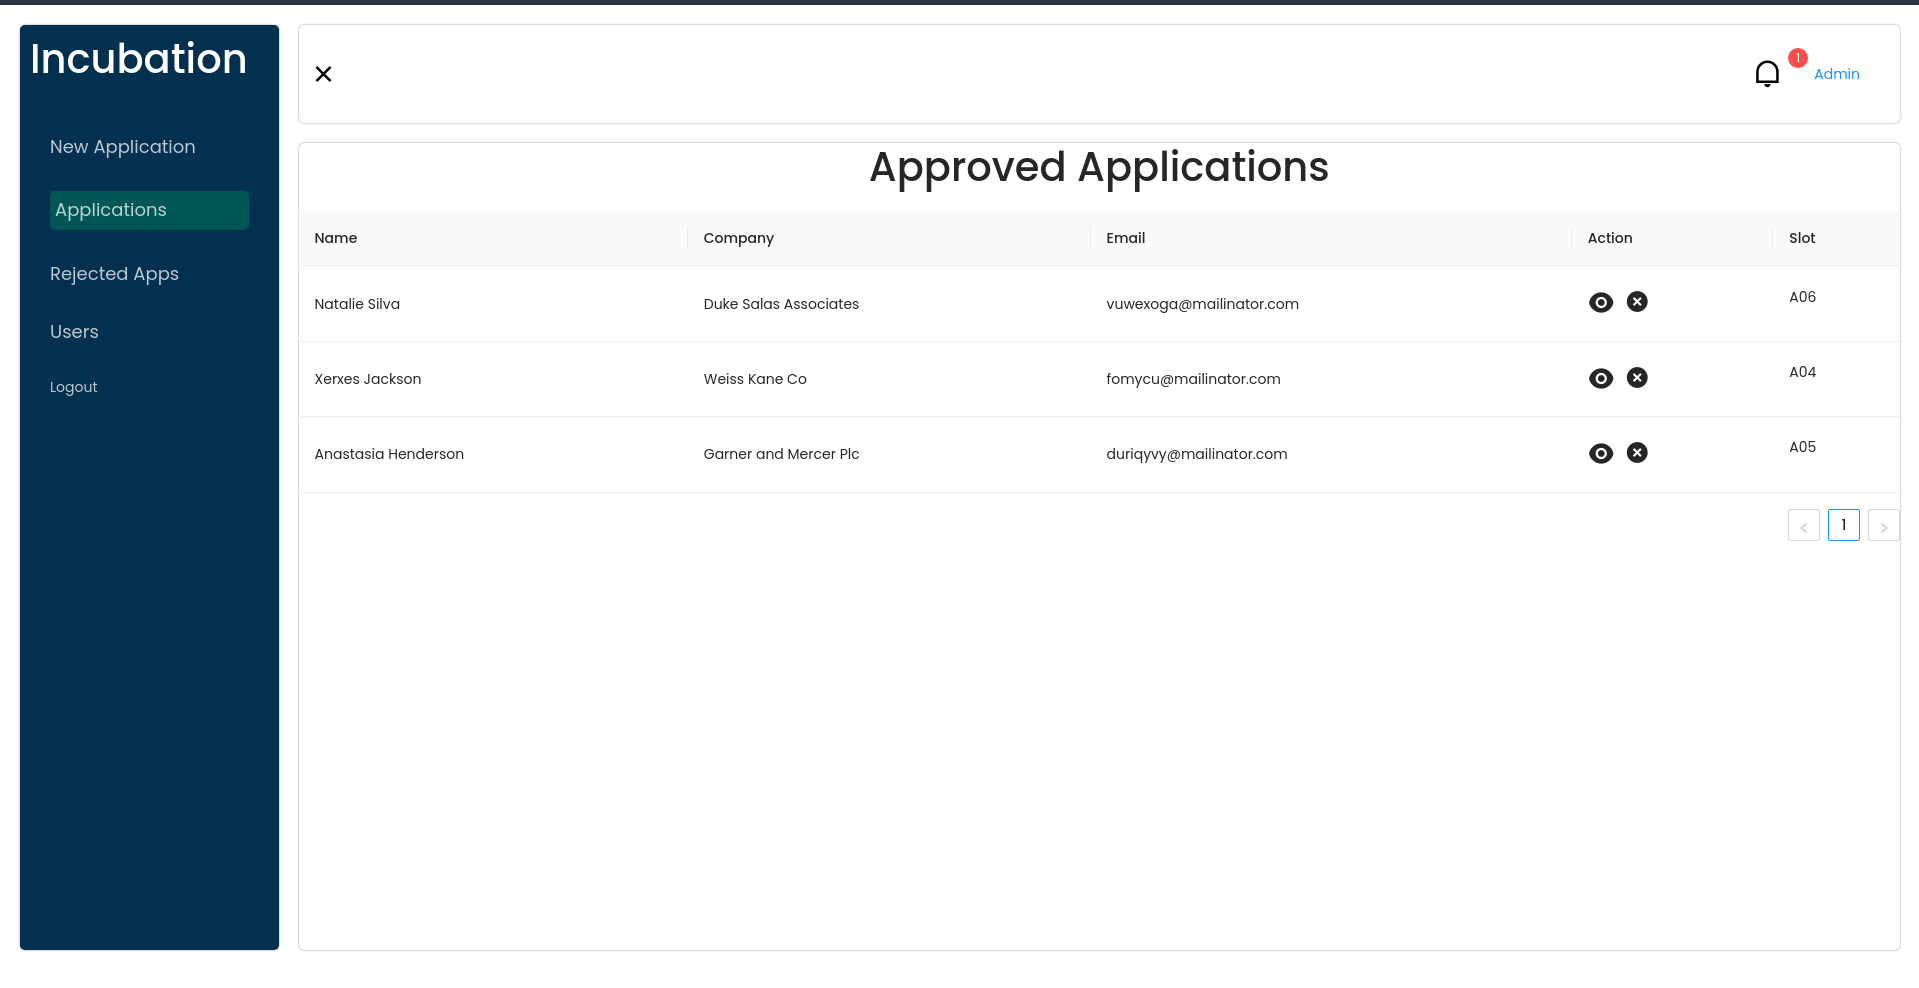 Incubation
New Application
Applications
Rejected Apps
Users
Logout
1
Admin
Approved Applications
Name Company Email Action Slot
Natalie Silva Duke Salas Associates vuwexoga@mailinator.com A06
Xerxes Jackson Weiss Kane Co fomycu@mailinator.com A04
Anastasia Henderson Garner and Mercer Plc duriqyvy@mailinator.com A05
1